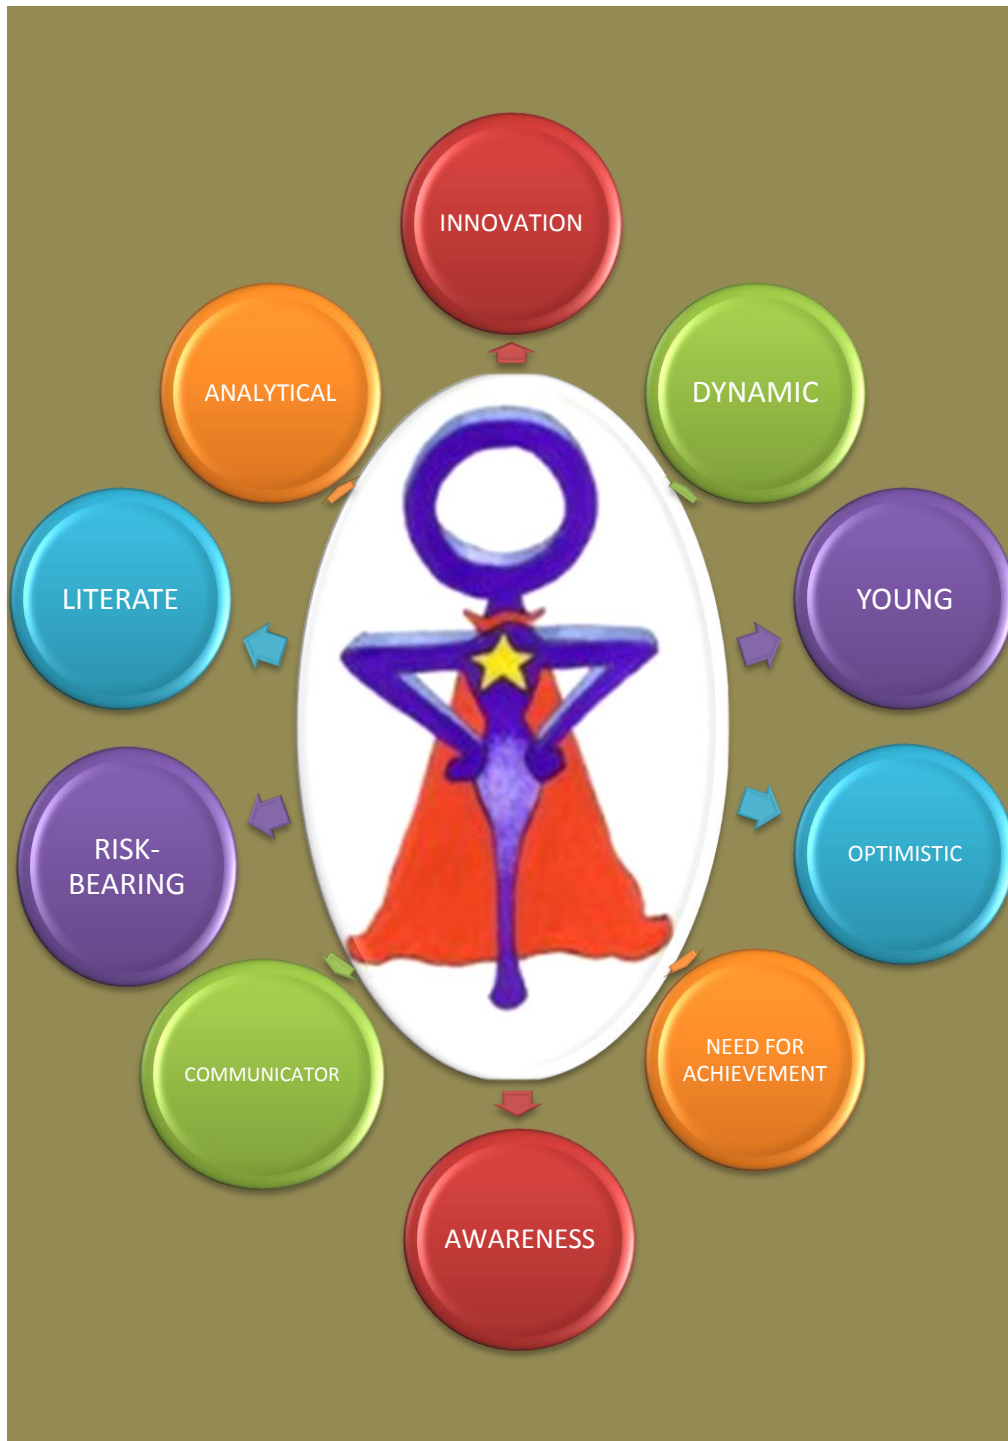 INNOVATION
ANALYTICAL
DYNAMIC
LITERATE
YOUNG
RISK-
BEARING
OPTIMISTIC
COMMUNICATOR
NEED FOR
ACHIEVEMENT
AWARENESS